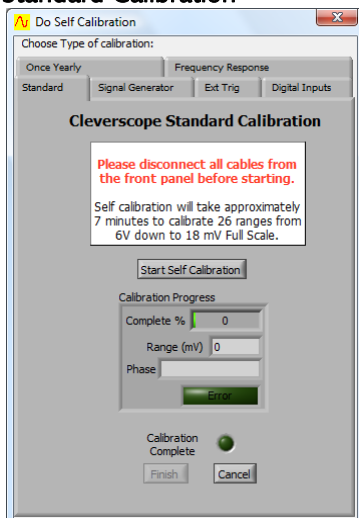 Standard Calibration
Do Self Calibration
Choose Type of calibration:
Once Yearly Frequency Response
Standard Signal Generator Ext Trig Digital Inputs
Cleverscope Standard Calibration
Please disconnect all cables from
the front panel before starting.
Self calibration will take approximately
7 minutes to calibrate 26 ranges from
6V down to 18 mV Full Scale.
Start Self Calibration
Calibration Progress
Complete % 0
Range (mV) 0
Phase
Error
Calibration
Complete
Finish Cancel